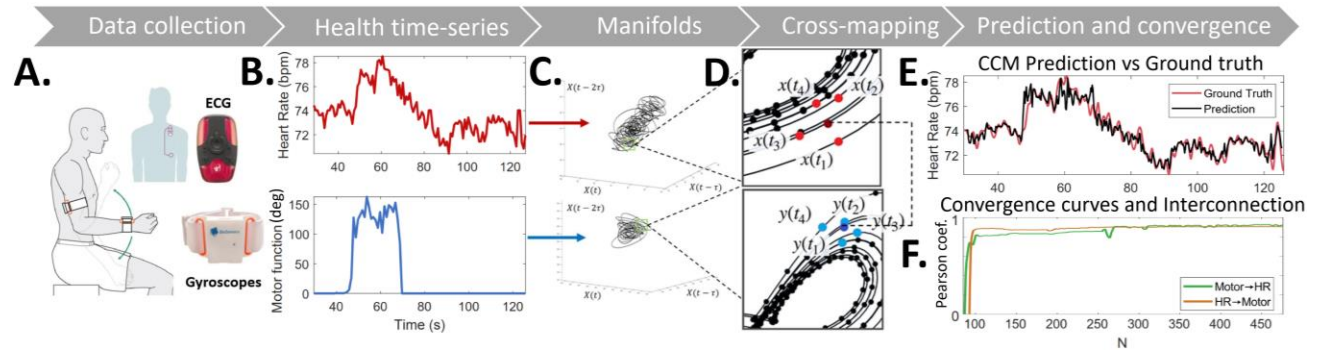 Data collection
Health time-series
Manifolds
Cross-mapping
Prediction and convergence
A.
ECG
Gyroscopes
B.
Heart Rate (bpm)
78
76
74
72
40
60
80
100
120
Motor function (deg)
150
100
50
0
40
60
80
100
120
Time (s)
C.
X(t − 2τ)
X(t)
X(t − τ)
X(t − 2τ)
X(t)
X(t − τ)
D.
x(t₄)
x(t₂)
x(t₃)
x(t₁)
y(t₂)
y(t₄)
y(t₃)
y(t₁)
E.
CCM Prediction vs Ground truth
Heart Rate (bpm)
78
76
74
72
Ground Truth
Prediction
40
60
80
100
120
Convergence curves and Interconnection
F.
Pearson coef.
1
0
Motor→HR
HR→Motor
100
150
200
250
300
350
400
450
N